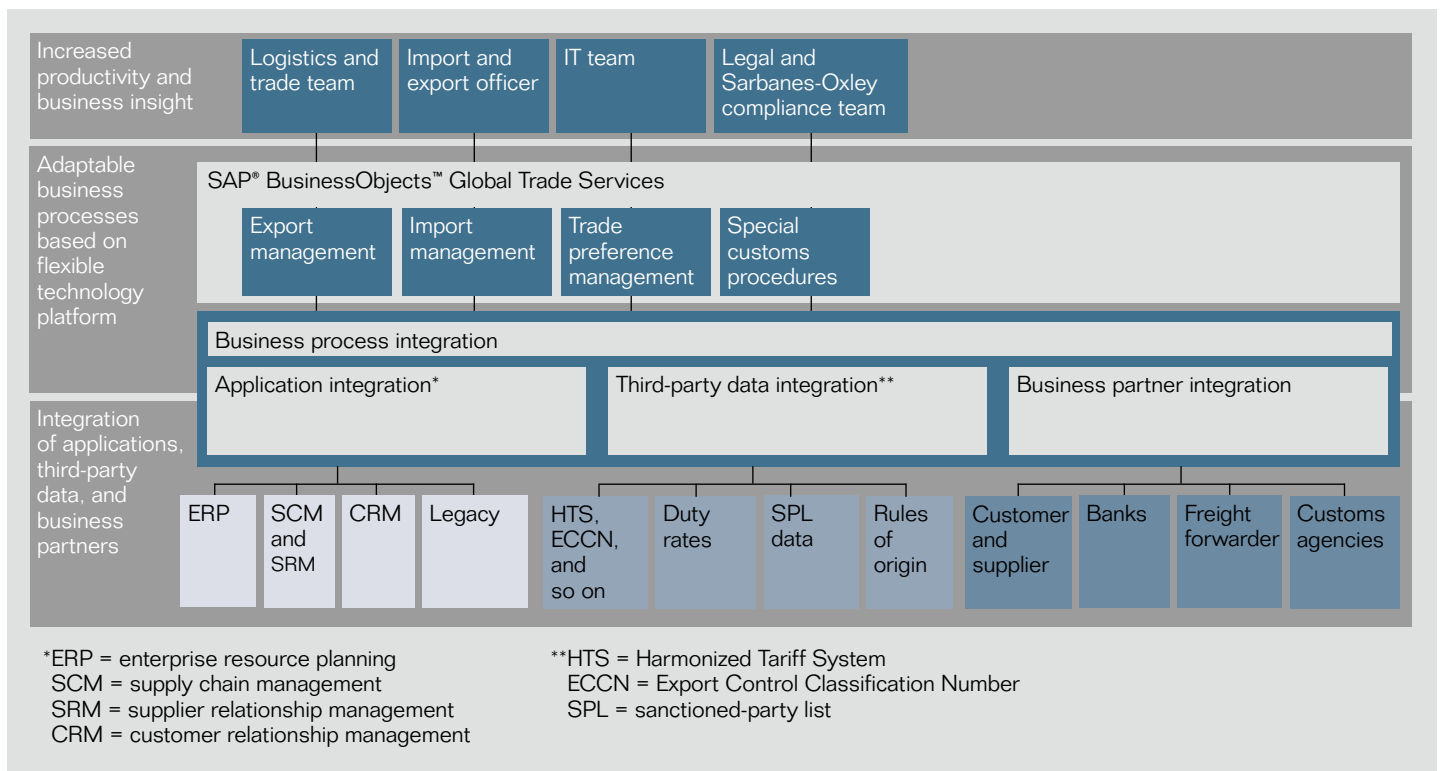 Increased
productivity and
business insight
Logistics and
trade team
Import and
export officer
IT team
Legal and
Sarbanes-Oxley
compliance team
Adaptable
business
processes
based on
flexible
technology
platform
SAP® BusinessObjects™ Global Trade Services
Export
management
Import
management
Trade
preference
management
Special
customs
procedures
Business process integration
Application integration*
Third-party data integration**
Business partner integration
Integration
of applications,
third-party
data, and
business
partners
ERP
SCM
and
SRM
CRM
Legacy
HTS,
ECCN,
and
so on
Duty
rates
SPL
data
Rules
of
origin
Customer
and
supplier
Banks
Freight
forwarder
Customs
agencies
*ERP = enterprise resource planning
SCM = supply chain management
SRM = supplier relationship management
CRM = customer relationship management
**HTS = Harmonized Tariff System
ECCN = Export Control Classification Number
SPL = sanctioned-party list